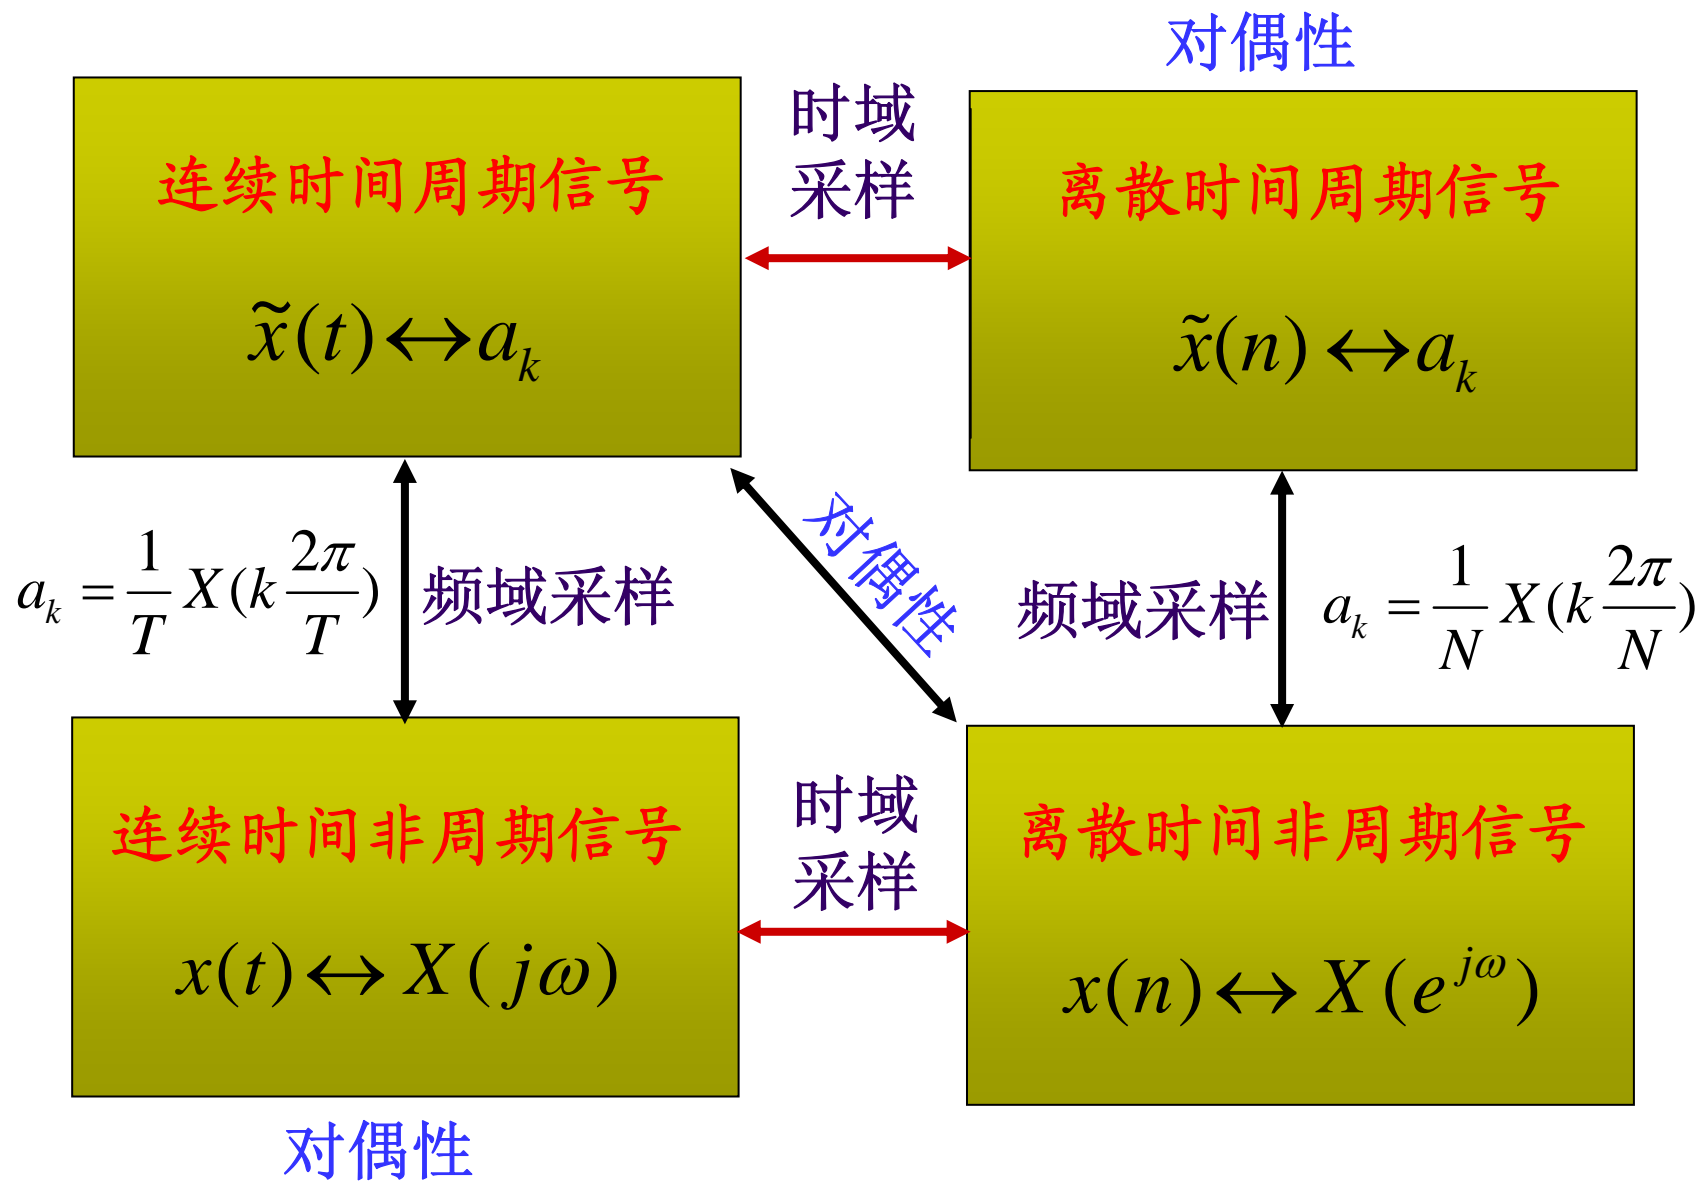 对偶性
时域
采样
连续时间周期信号
离散时间周期信号
x̃(t)↔a_k
x̃(n)↔a_k
对偶性
a_k = 1/T X(k 2π/T)
频域采样
频域采样
a_k = 1/N X(k 2π/N)
时域
采样
连续时间非周期信号
离散时间非周期信号
x(t)↔X(jω)
x(n)↔X(e^{jω})
对偶性